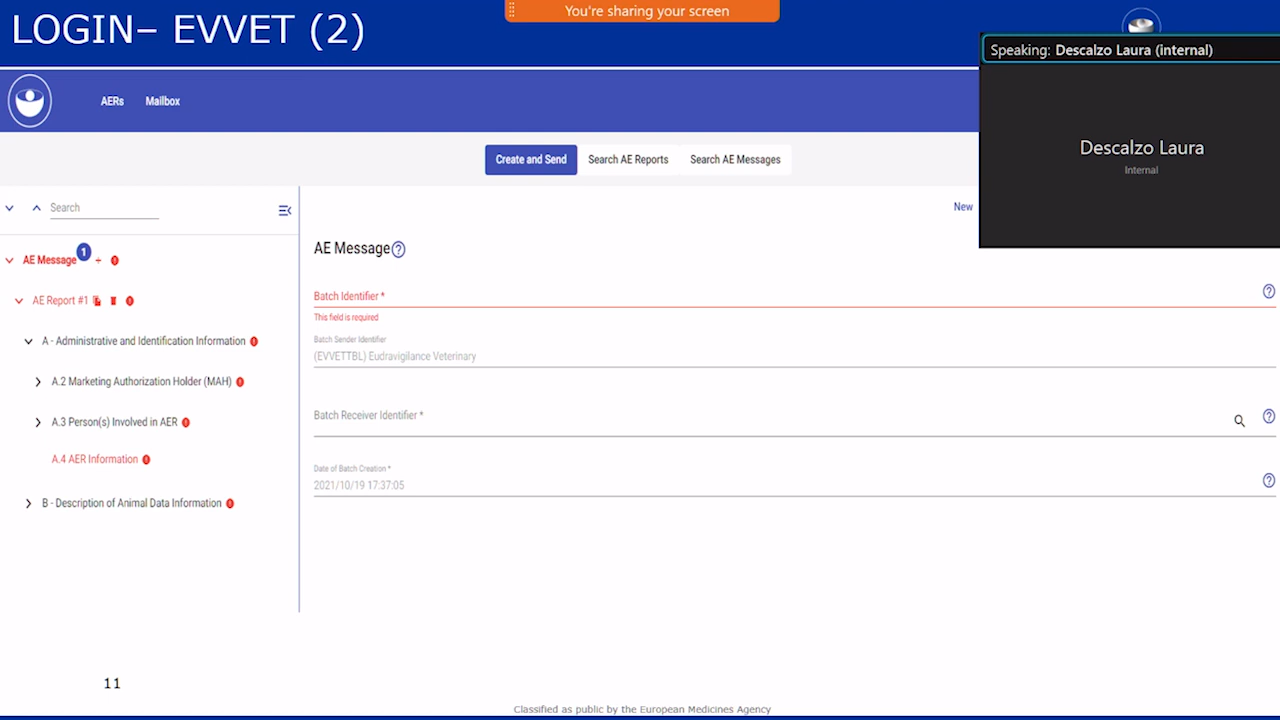 You're sharing your screen
LOGIN– EVVET (2)
Speaking: Descalzo Laura (internal)
AERs Mailbox
Descalzo Laura
Internal
Create and Send Search AE Reports Search AE Messages
Search
New
AE Message 1 +
AE Report #1
A - Administrative and Identification Information
A.2 Marketing Authorization Holder (MAH)
A.3 Person(s) Involved in AER
A.4 AER Information
B - Description of Animal Data Information
AE Message
Batch Identifier *
This field is required
Batch Sender Identifier
(EVVETTBL) Eudravigilance Veterinary
Batch Receiver Identifier *
Date of Batch Creation *
2021/10/19 17:37:05
11
Classified as public by the European Medicines Agency